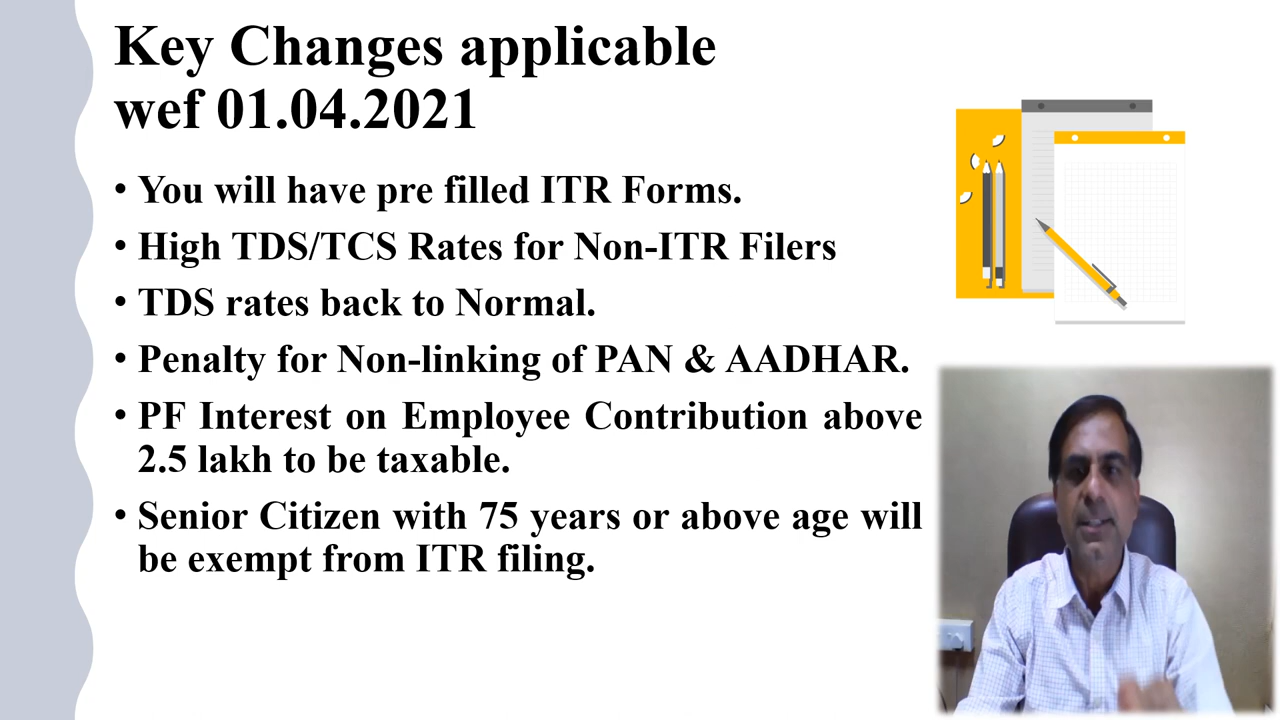 Key Changes applicable
wef 01.04.2021
• You will have pre filled ITR Forms.
• High TDS/TCS Rates for Non-ITR Filers
• TDS rates back to Normal.
• Penalty for Non-linking of PAN & AADHAR.
• PF Interest on Employee Contribution above
2.5 lakh to be taxable.
• Senior Citizen with 75 years or above age will
be exempt from ITR filing.